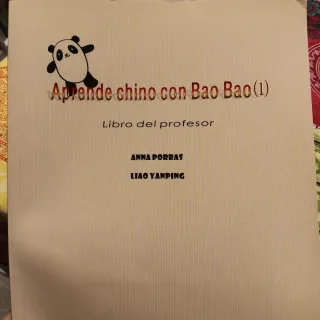 Aprende chino con Bao Bao(1)
Libro del profesor
ANNA PORRAS
LIAO YANPING